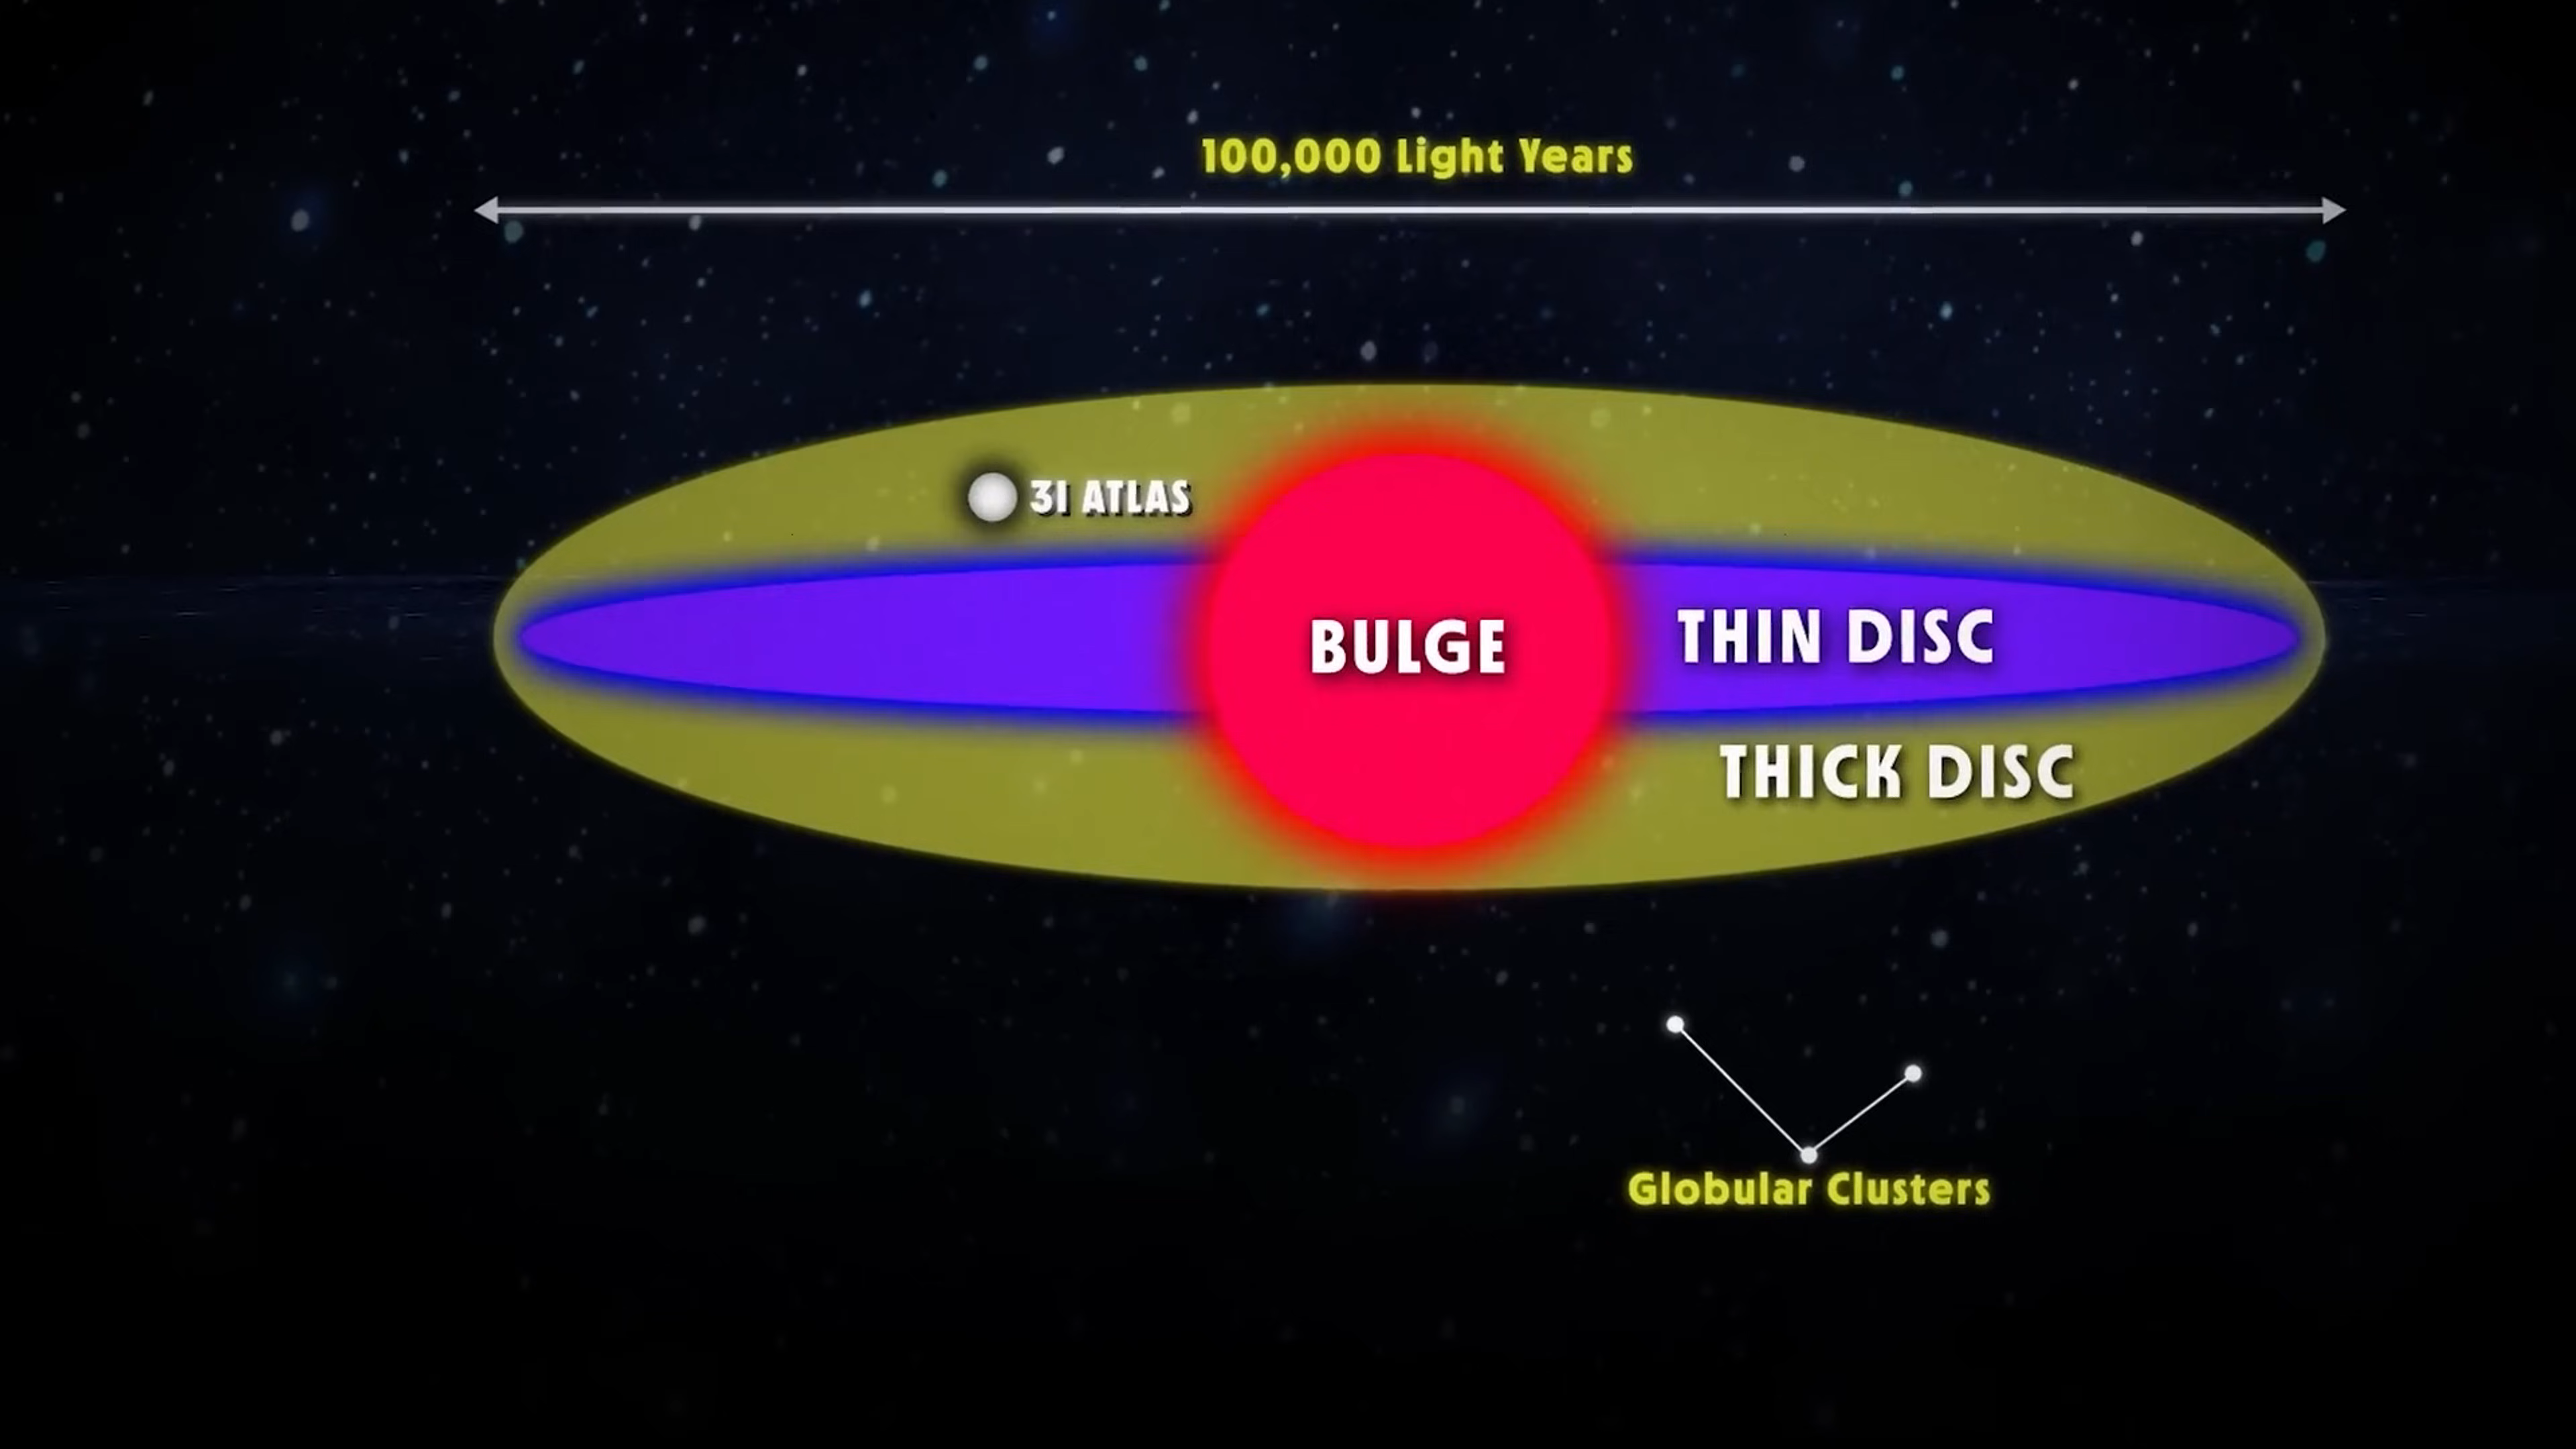 100,000 Light Years
3I ATLAS
BULGE
THIN DISC
THICK DISC
Globular Clusters